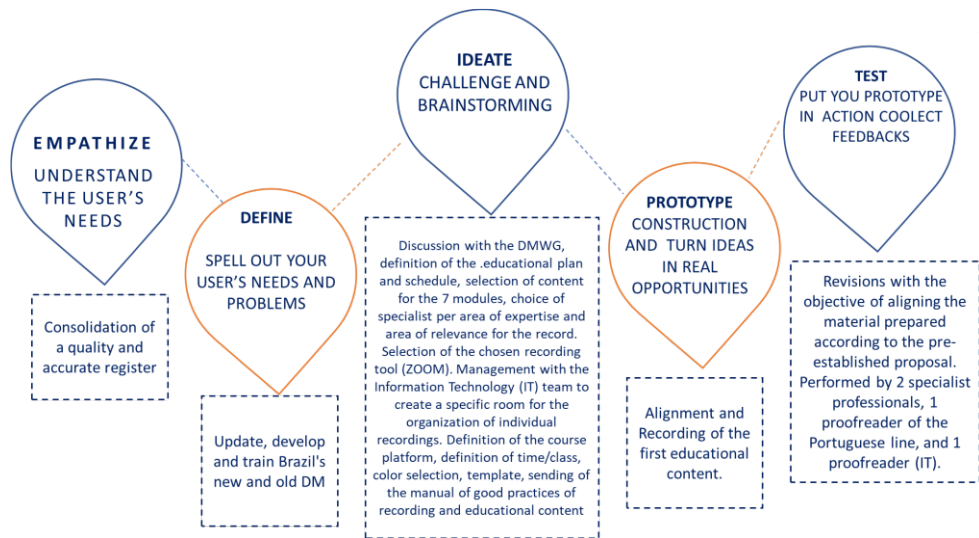 EMPATHIZE
UNDERSTAND
THE USER'S
NEEDS
Consolidation of
a quality and
accurate register
DEFINE
SPELL OUT YOUR
USER'S NEEDS AND
PROBLEMS
Update, develop
and train Brazil's
new and old DM
IDEATE
CHALLENGE AND
BRAINSTORMING
Discussion with the DMWG,
definition of the .educational plan
and schedule, selection of content
for the 7 modules, choice of
specialist per area of expertise and
area of relevance for the record.
Selection of the chosen recording
tool (ZOOM). Management with the
Information Technology (IT) team to
create a specific room for the
organization of individual
recordings. Definition of the course
platform, definition of time/class,
color selection, template, sending of
the manual of good practices of
recording and educational content
PROTOTYPE
CONSTRUCTION
AND TURN IDEAS
IN REAL
OPPORTUNITIES
Alignment and
Recording of the
first educational
content.
TEST
PUT YOU PROTOTYPE
IN ACTION COOLECT
FEEDBACKS
Revisions with the
objective of aligning the
material prepared
according to the pre-
established proposal.
Performed by 2 specialist
professionals, 1
proofreader of the
Portuguese line, and 1
proofreader (IT).